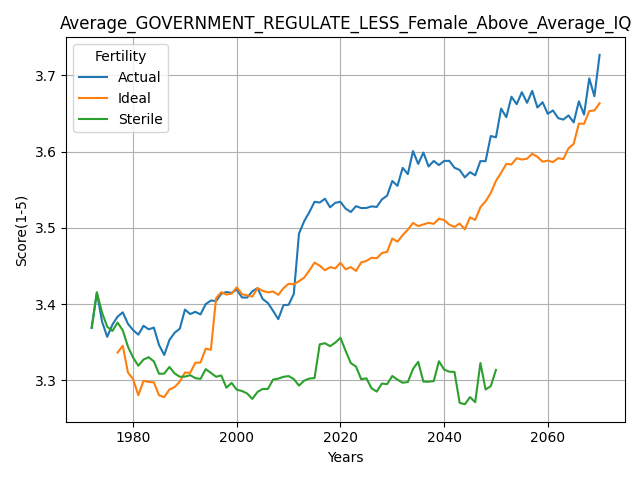 Average_GOVERNMENT_REGULATE_LESS_Female_Above_Average_IQ
Fertility
Actual
Ideal
Sterile
Score(1-5)
3.7
3.6
3.5
3.4
3.3
1980
2000
2020
2040
2060
Years